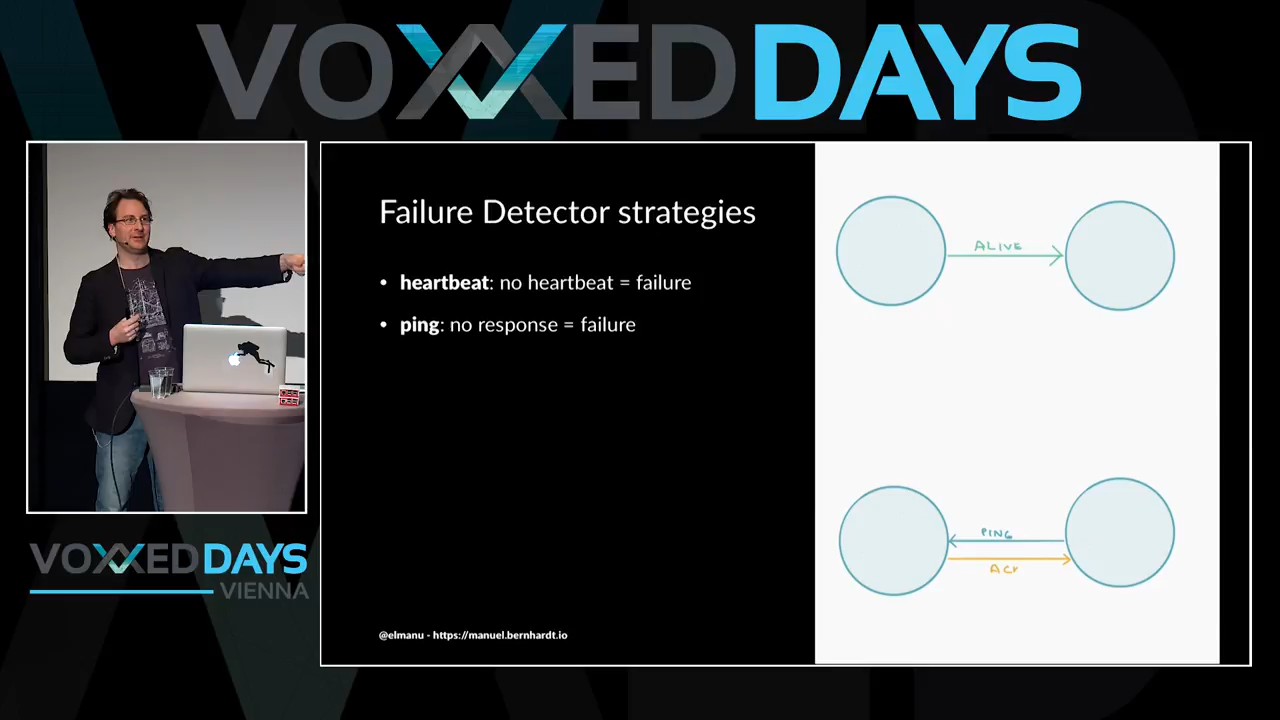 VOXXED DAYS
Failure Detector strategies
• heartbeat: no heartbeat = failure
• ping: no response = failure
ALIVE
PING
ACK
VOXXED DAYS
VIENNA
@elmanu - https://manuel.bernhardt.io